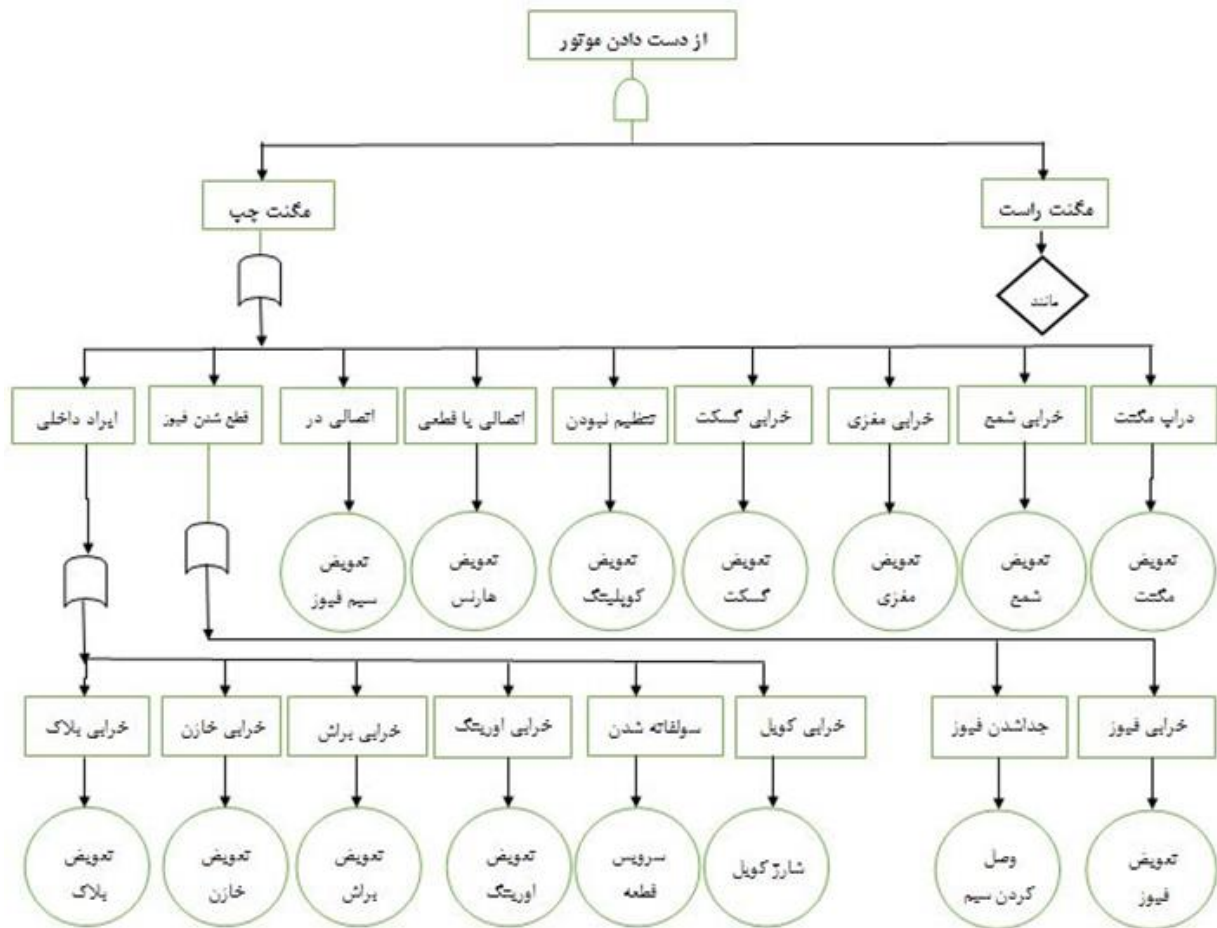 از دست دادن موتور
مگنت راست
مگنت چپ
مانند
دراپ مگنت
خرابی شمع
خرابی مغزی
خرابی گسکت
تنظیم نبودن
اتصالی یا قطعی
اتصالی در
قطع شدن فیوز
ایراد داخلی
تعویض
مگنت
تعویض
شمع
تعویض
مغزی
تعویض
گسکت
تعویض
کوپلینگ
تعویض
هارنس
تعویض
سیم فیوز
خرابی فیوز
جداشدن فیوز
خرابی کویل
سولفاته شدن
خرابی اورینگ
خرابی براش
خرابی خازن
خرابی بلاک
تعویض
فیوز
وصل
کردن سیم
شارژ کویل
سرویس
قطعه
تعویض
اورینگ
تعویض
براش
تعویض
خازن
تعویض
بلاک